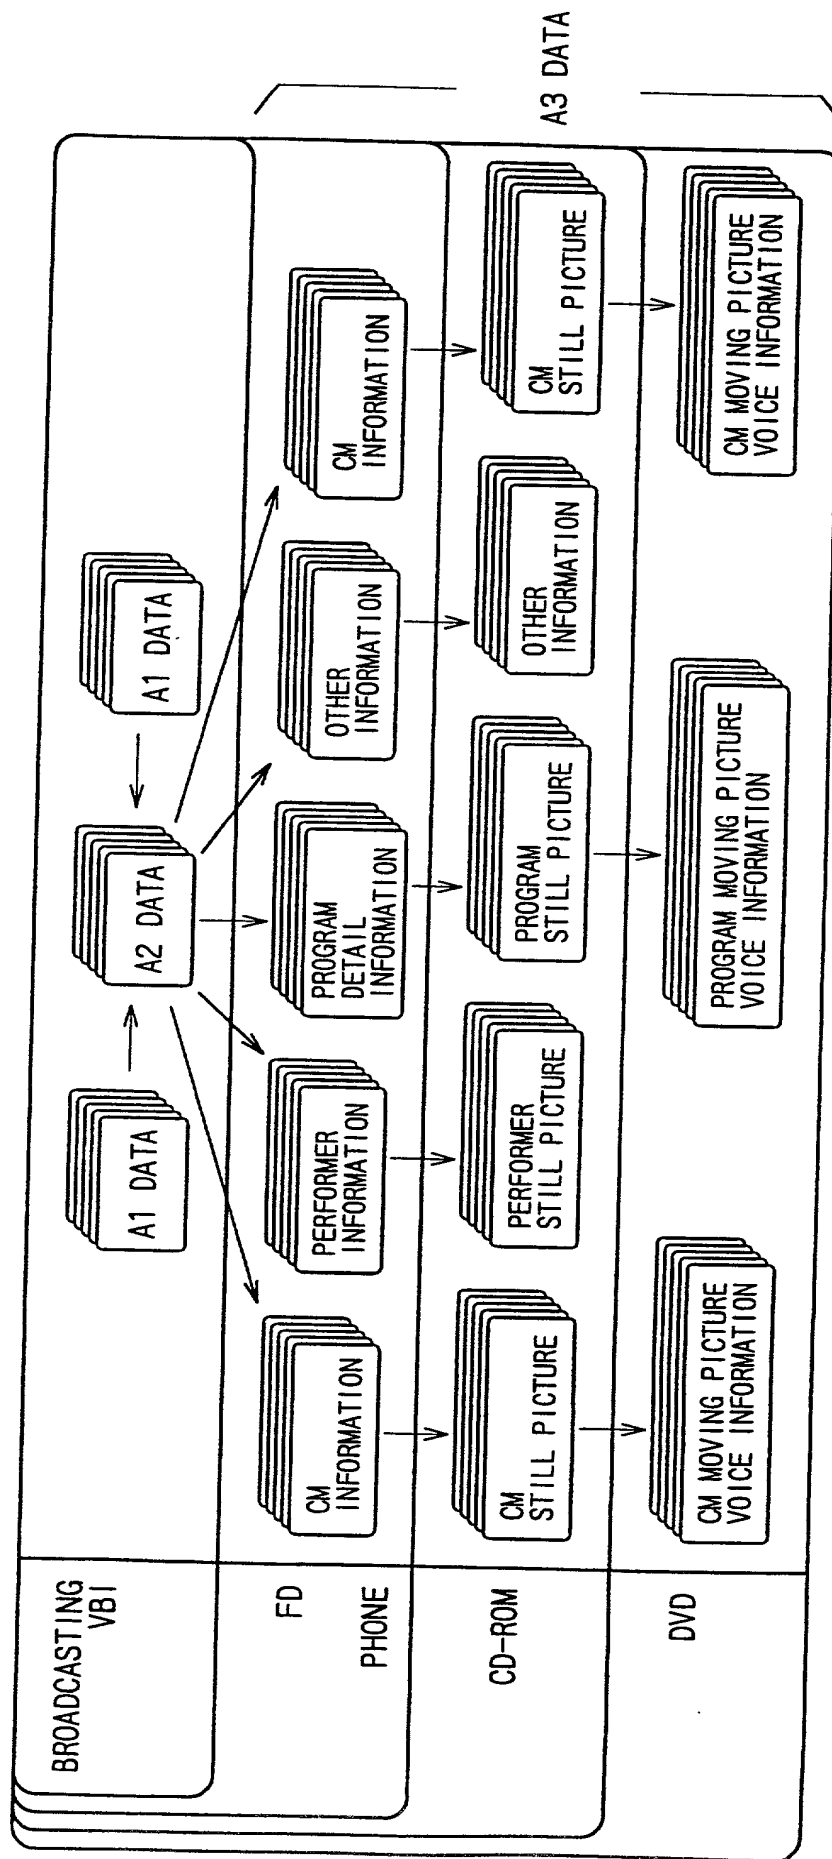 BROADCASTING
VBI
A1 DATA
A2 DATA
A1 DATA
FD
PHONE
CM
INFORMATION
PERFORMER
INFORMATION
PROGRAM
DETAIL
INFORMATION
OTHER
INFORMATION
CM
INFORMATION
CD-ROM
CM
STILL PICTURE
PERFORMER
STILL PICTURE
PROGRAM
STILL PICTURE
OTHER
INFORMATION
CM
STILL PICTURE
DVD
CM MOVING PICTURE
VOICE INFORMATION
PROGRAM MOVING PICTURE
VOICE INFORMATION
CM MOVING PICTURE
VOICE INFORMATION
A3 DATA